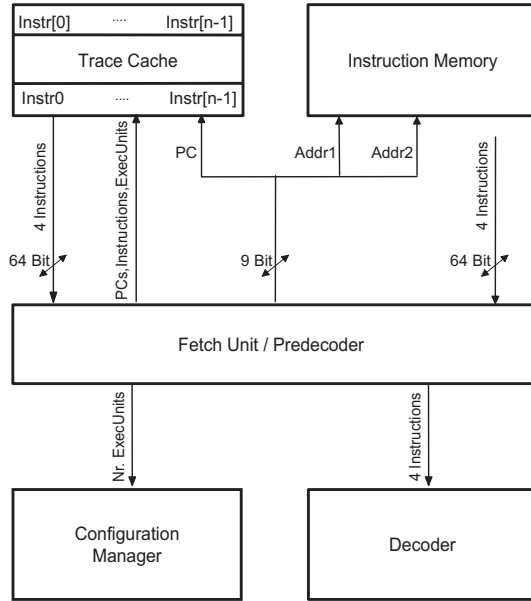 Instr[0] .... Instr[n-1]
Trace Cache
Instr0 .... Instr[n-1]
Instruction Memory
PC
Addr1
Addr2
4 Instructions
PCs,Instructions,ExecUnits
4 Instructions
64 Bit
9 Bit
64 Bit
Fetch Unit / Predecoder
Nr. ExecUnits
4 Instructions
Configuration
Manager
Decoder